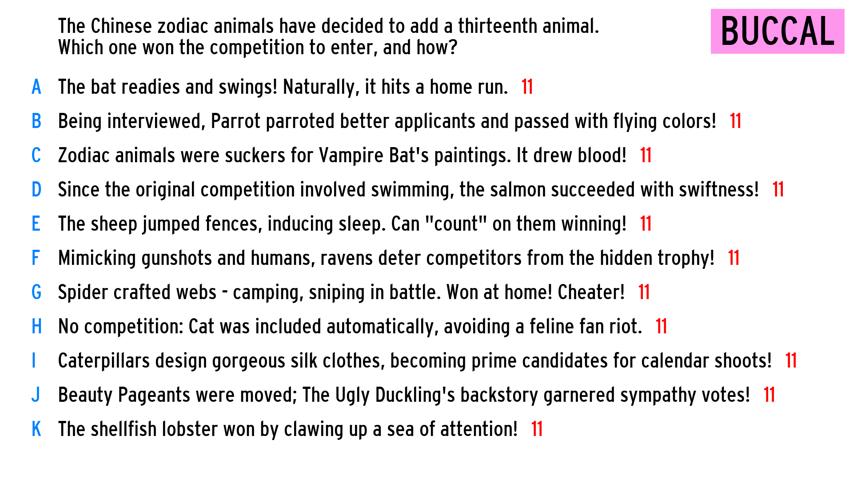 The Chinese zodiac animals have decided to add a thirteenth animal.
Which one won the competition to enter, and how?
BUCCAL
A The bat readies and swings! Naturally, it hits a home run. 11
B Being interviewed, Parrot parroted better applicants and passed with flying colors! 11
C Zodiac animals were suckers for Vampire Bat's paintings. It drew blood! 11
D Since the original competition involved swimming, the salmon succeeded with swiftness! 11
E The sheep jumped fences, inducing sleep. Can "count" on them winning! 11
F Mimicking gunshots and humans, ravens deter competitors from the hidden trophy! 11
G Spider crafted webs - camping, sniping in battle. Won at home! Cheater! 11
H No competition: Cat was included automatically, avoiding a feline fan riot. 11
I Caterpillars design gorgeous silk clothes, becoming prime candidates for calendar shoots! 11
J Beauty Pageants were moved; The Ugly Duckling's backstory garnered sympathy votes! 11
K The shellfish lobster won by clawing up a sea of attention! 11